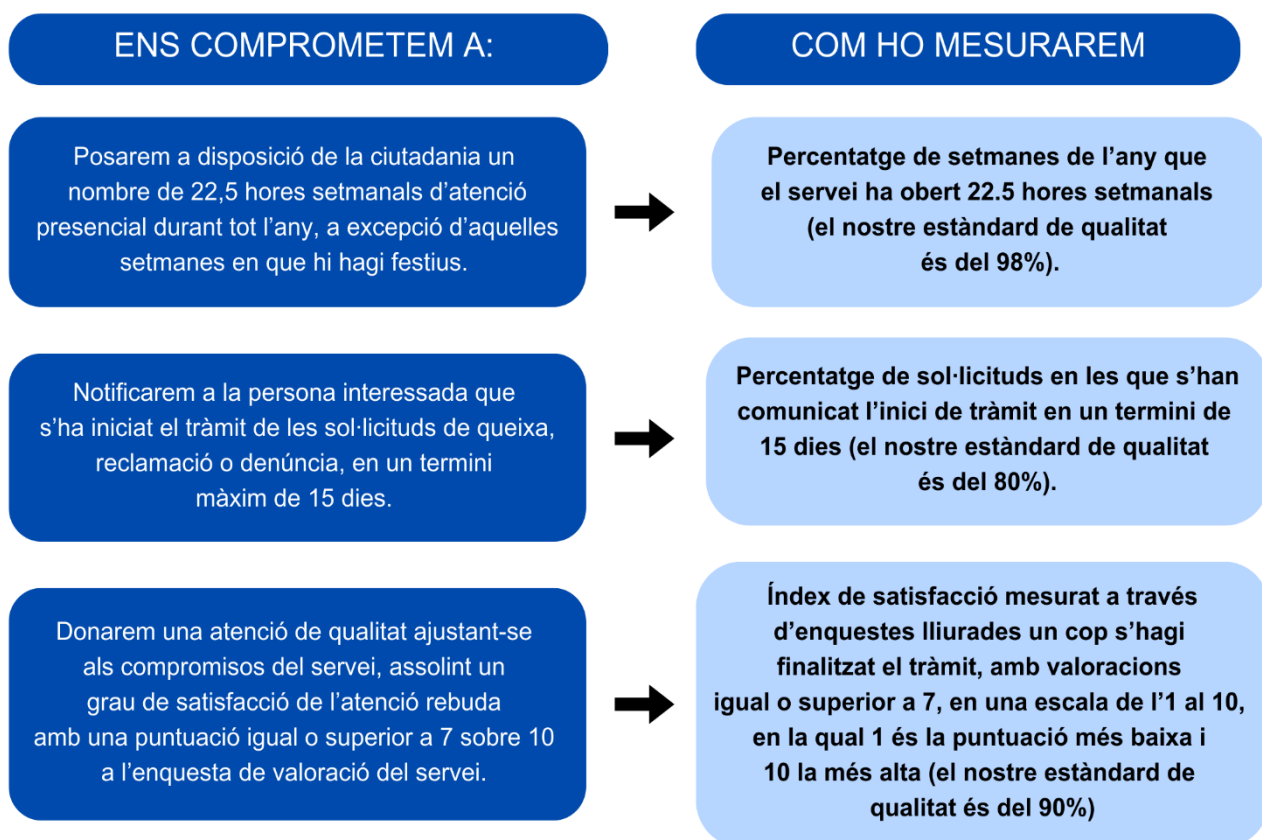 ENS COMPROMETEM A:
COM HO MESURAREM
Posarem a disposició de la ciutadania un
nombre de 22,5 hores setmanals d’atenció
presencial durant tot l’any, a excepció d’aquelles
setmanes en que hi hagi festius.
Percentatge de setmanes de l’any que
el servei ha obert 22.5 hores setmanals
(el nostre estàndard de qualitat
és del 98%).
Notificarem a la persona interessada que
s’ha iniciat el tràmit de les sol·licituds de queixa,
reclamació o denúncia, en un termini
màxim de 15 dies.
Percentatge de sol·licituds en les que s’han
comunicat l’inici de tràmit en un termini de
15 dies (el nostre estàndard de qualitat
és del 80%).
Donarem una atenció de qualitat ajustant-se
als compromisos del servei, assolint un
grau de satisfacció de l’atenció rebuda
amb una puntuació igual o superior a 7 sobre 10
a l’enquesta de valoració del servei.
Índex de satisfacció mesurat a través
d’enquestes lliurades un cop s’hagi
finalitzat el tràmit, amb valoracions
igual o superior a 7, en una escala de l’1 al 10,
en la qual 1 és la puntuació més baixa i
10 la més alta (el nostre estàndard de
qualitat és del 90%)